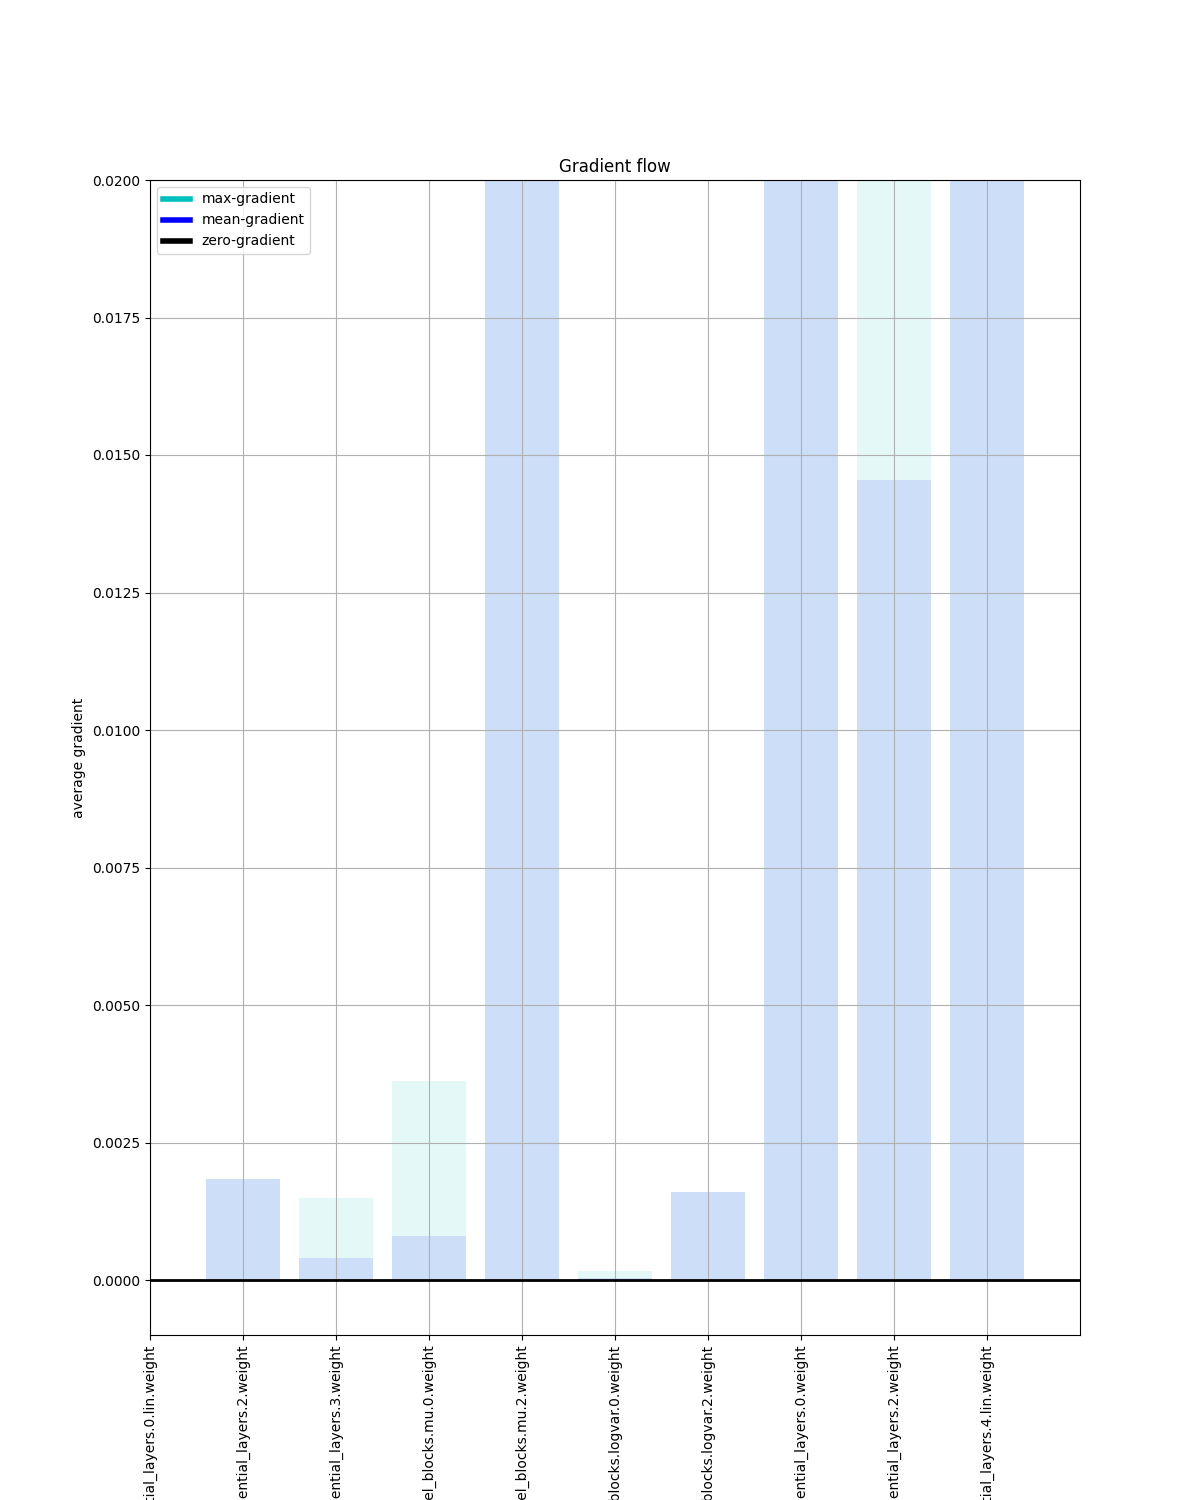 Gradient flow
max-gradient
mean-gradient
zero-gradient
0.0200
0.0175
0.0150
0.0125
0.0100
0.0075
0.0050
0.0025
0.0000
average gradient
tial_layers.0.lin.weight
ential_layers.2.weight
ential_layers.3.weight
el_blocks.mu.0.weight
el_blocks.mu.2.weight
blocks.logvar.0.weight
blocks.logvar.2.weight
ential_layers.0.weight
ential_layers.2.weight
tial_layers.4.lin.weight